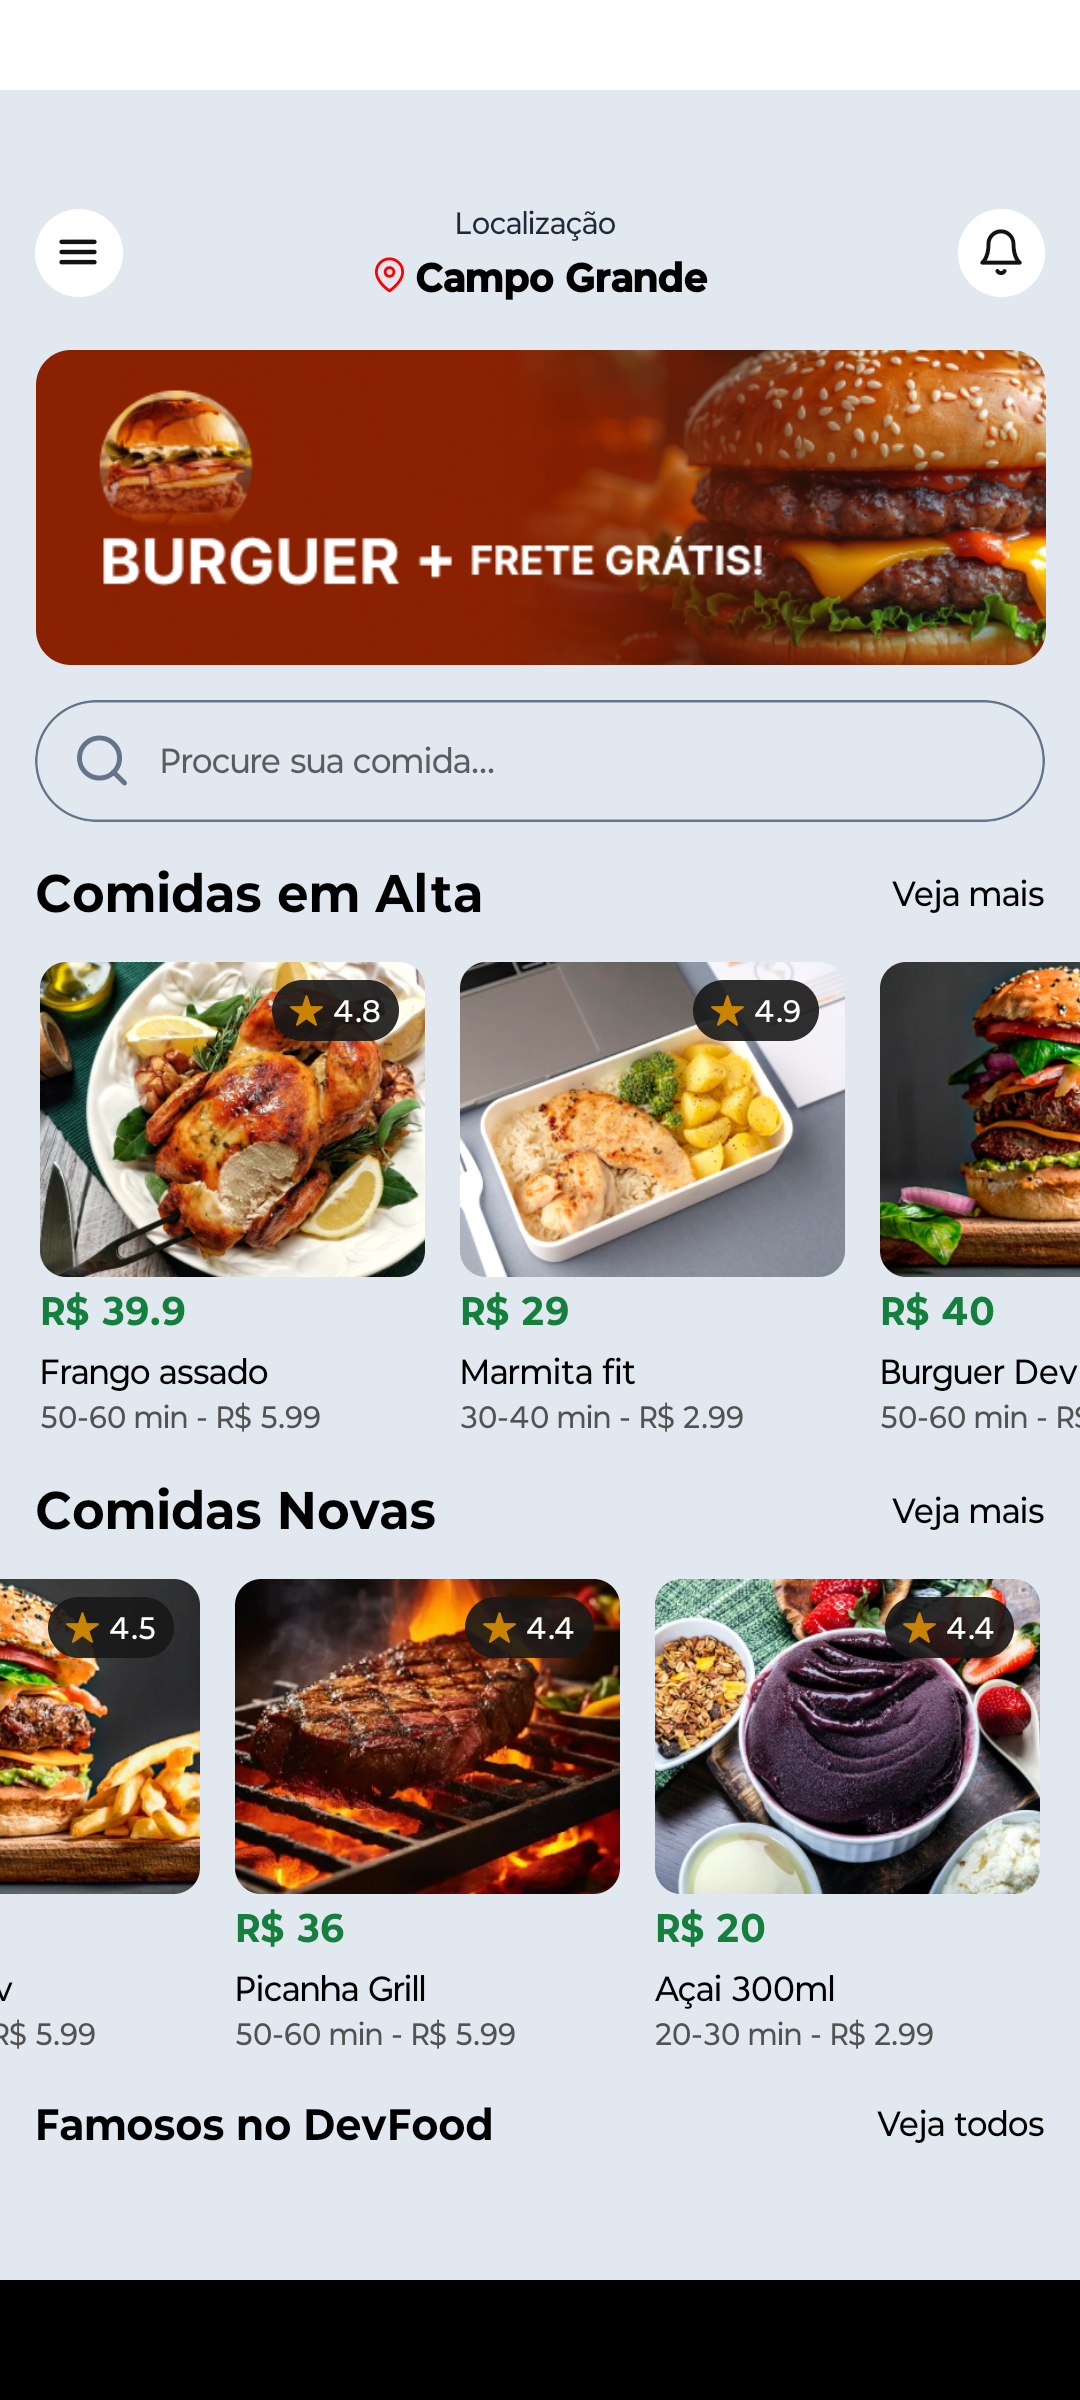 Localização
Campo Grande
BURGUER + FRETE GRÁTIS!
Procure sua comida...
Comidas em Alta
Veja mais
4.8
4.9
R$ 39.9
R$ 29
R$ 40
Frango assado
Marmita fit
Burguer Dev
50-60 min - R$ 5.99
30-40 min - R$ 2.99
50-60 min - R$
Comidas Novas
Veja mais
4.5
4.4
4.4
R$ 36
R$ 20
v
Picanha Grill
Açai 300ml
R$ 5.99
50-60 min - R$ 5.99
20-30 min - R$ 2.99
Famosos no DevFood
Veja todos